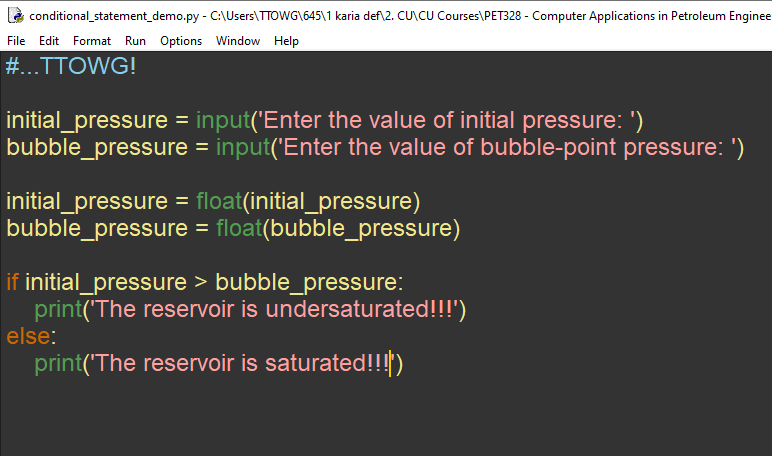 conditional_statement_demo.py - C:\Users\TTOWG\645\1 karia def\2. CU\CU Courses\PET328 - Computer Applications in Petroleum Enginee
File Edit Format Run Options Window Help
#...TTOWG!
initial_pressure = input('Enter the value of initial pressure: ')
bubble_pressure = input('Enter the value of bubble-point pressure: ')
initial_pressure = float(initial_pressure)
bubble_pressure = float(bubble_pressure)
if initial_pressure > bubble_pressure:
    print('The reservoir is undersaturated!!!')
else:
    print('The reservoir is saturated!!!')